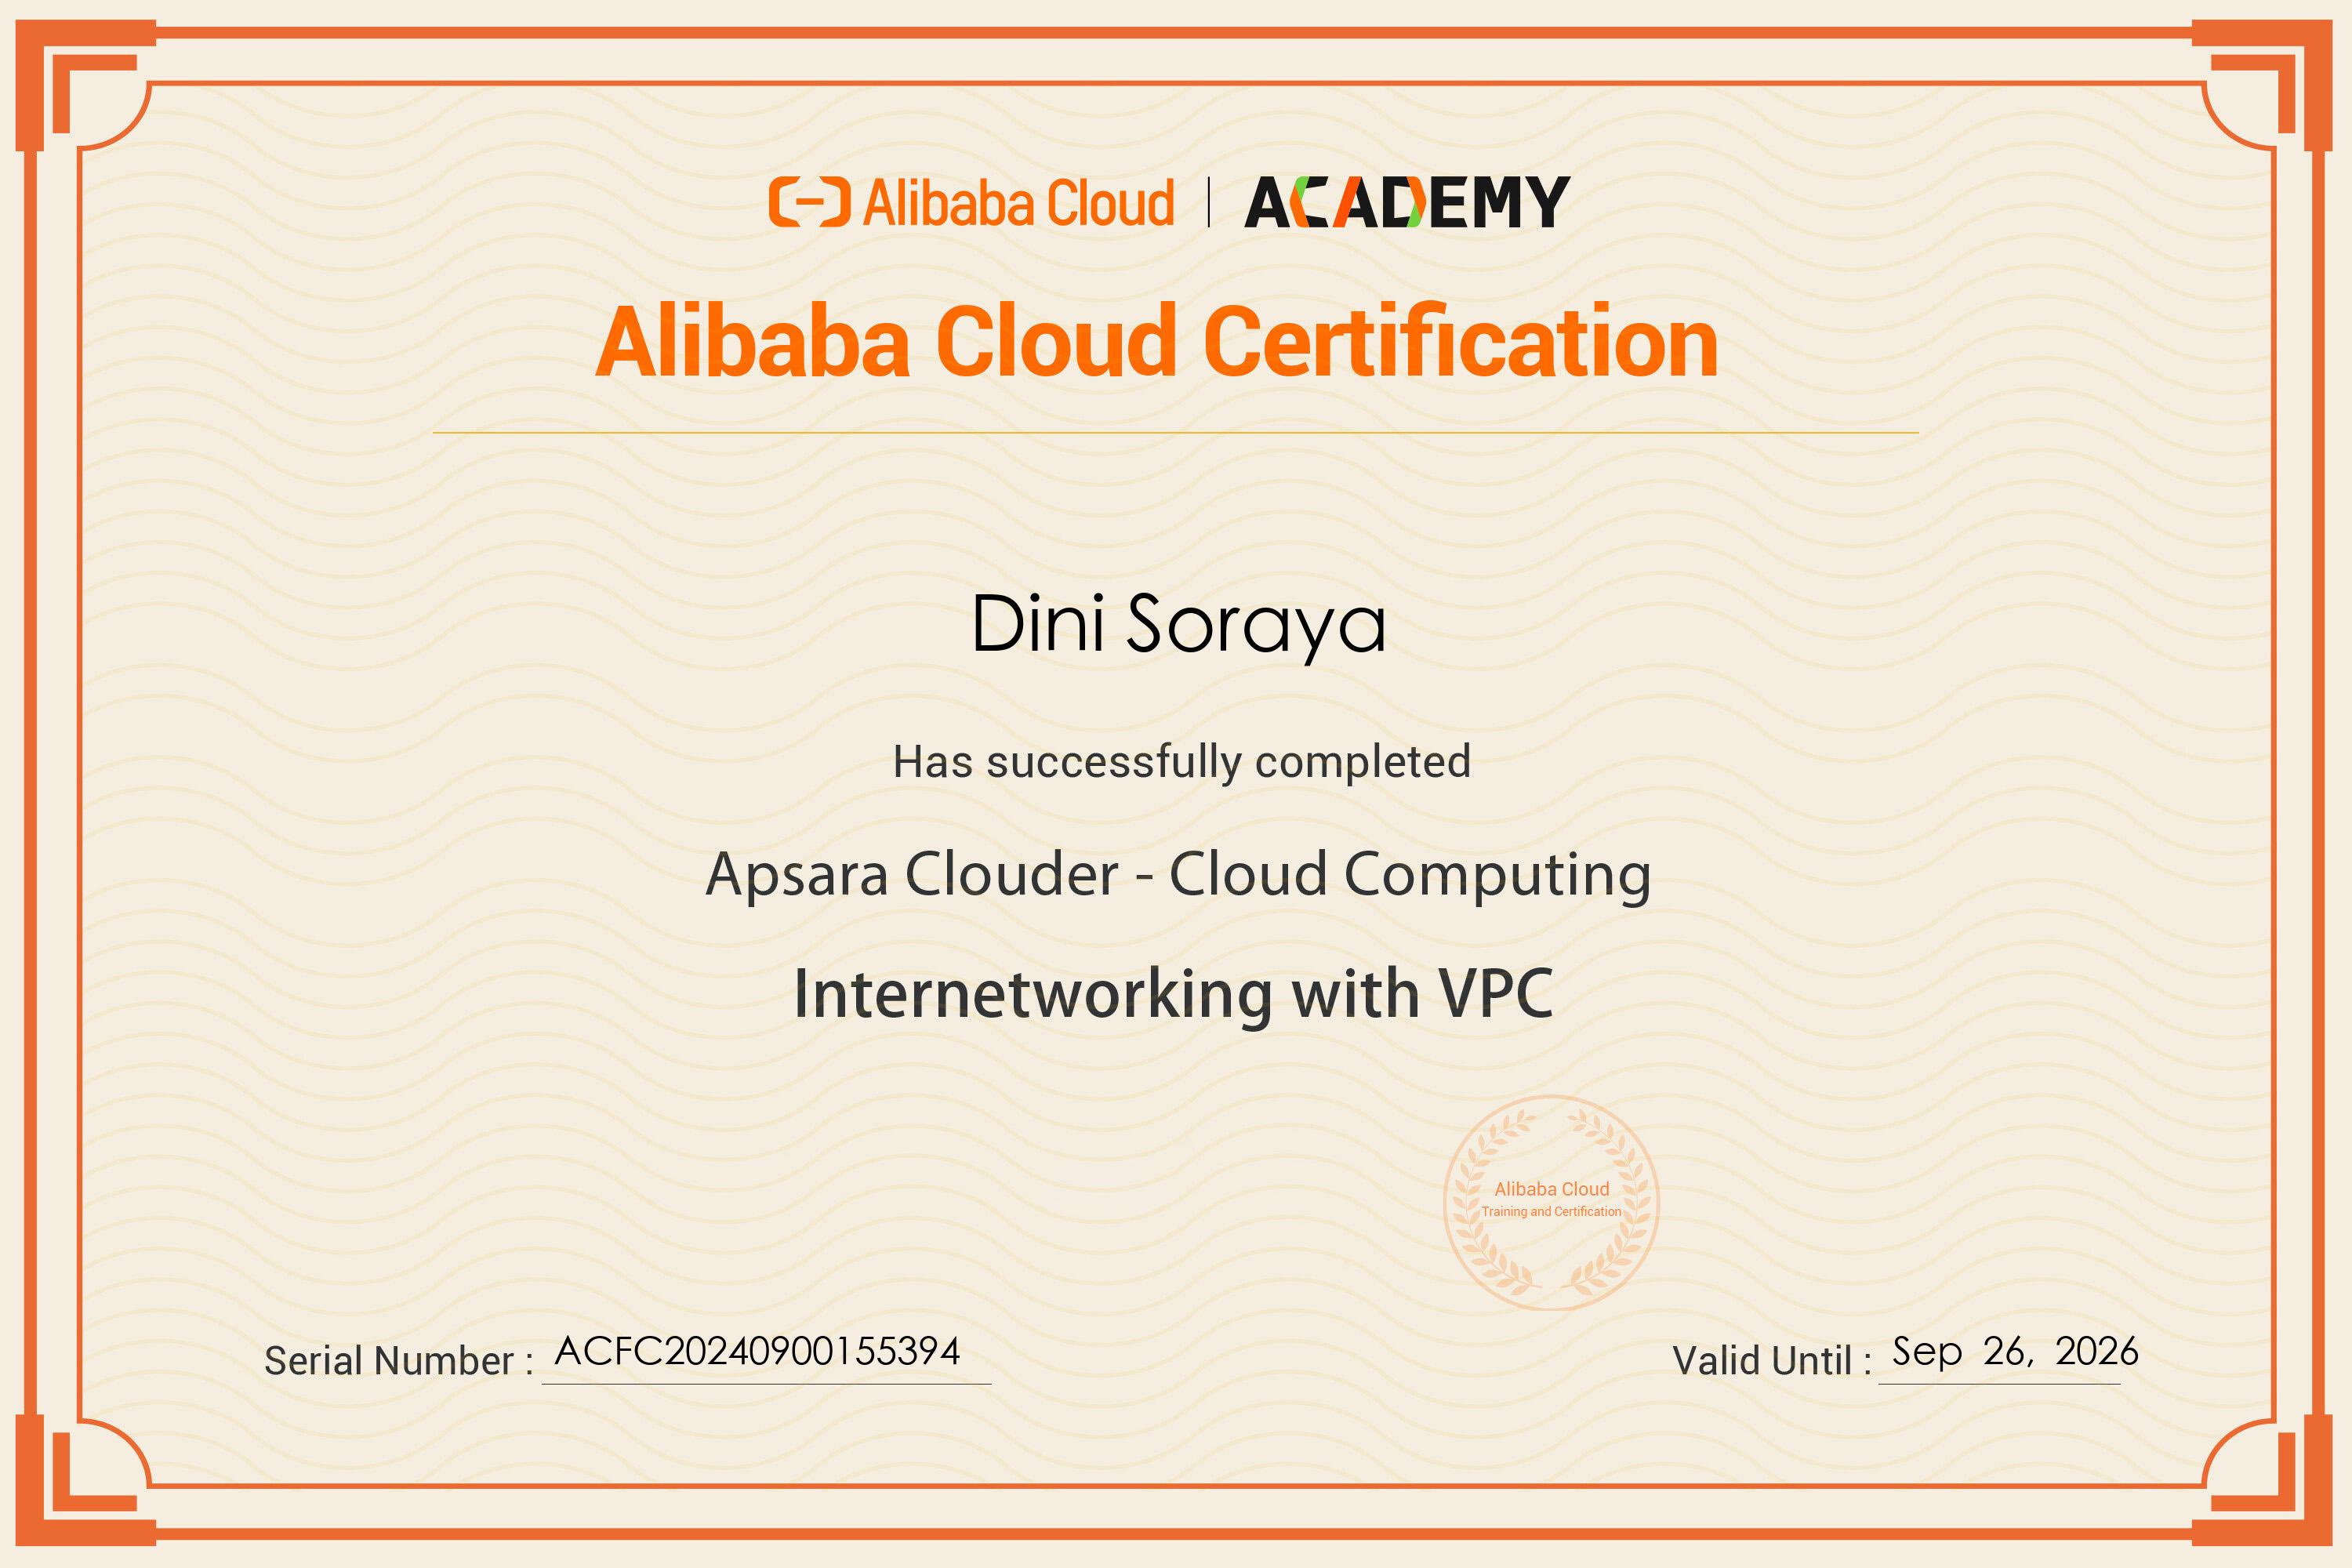 Alibaba Cloud | ACADEMY
Alibaba Cloud Certification
Dini Soraya
Has successfully completed
Apsara Clouder - Cloud Computing
Internetworking with VPC
Alibaba Cloud
Training and Certification
Serial Number : ACFC20240900155394
Valid Until : Sep 26, 2026